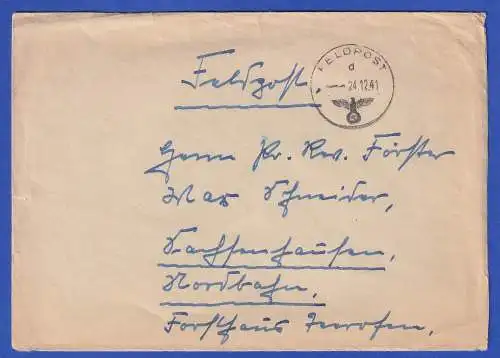 FELDPOST
d
24.12.41
Feldpost.
Herrn Pr. Rev. Förster
Max Schneider,
Sachsenhausen,
Nordbahn,
Forsthaus